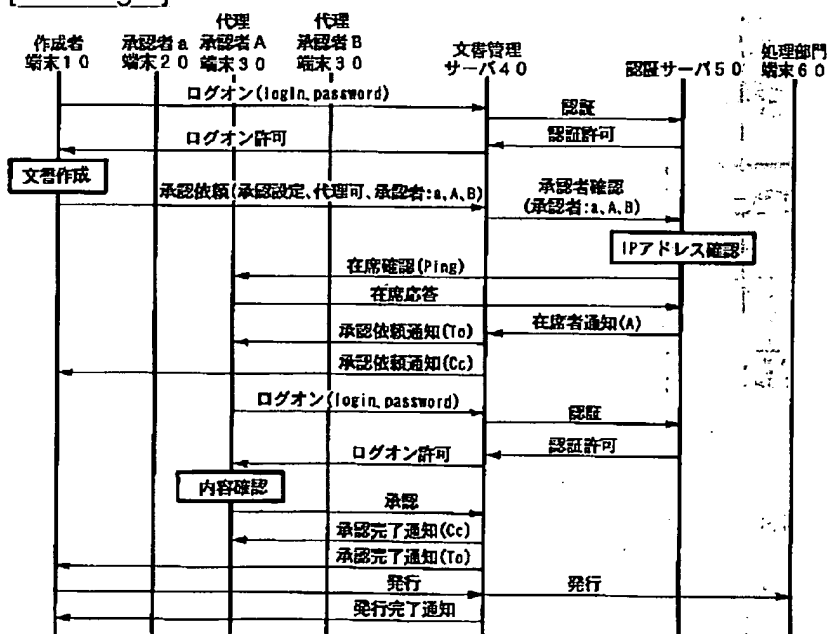 作成者
端末10
承認者a
端末20
代理
承認者A
端末30
代理
承認者B
端末30
文書管理
サーバ40
認証サーバ50
処理部門
端末60
ログオン(login,password)
認証
認証許可
ログオン許可
文書作成
承認依頼(承認設定、代理可、承認者:a,A,B)
承認者確認
(承認者:a,A,B)
IPアドレス確認
在席確認(Ping)
在席応答
在席者通知(A)
承認依頼通知(To)
承認依頼通知(Cc)
ログオン(login,password)
認証
認証許可
ログオン許可
内容確認
承認
承認完了通知(Cc)
承認完了通知(To)
発行
発行
発行完了通知